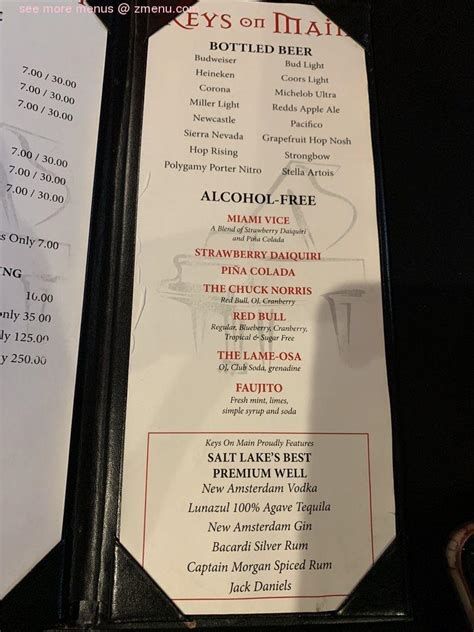 see more menus @ zmenu.com
Keys on Main
BOTTLED BEER
Budweiser
Bud Light
Heineken
Coors Light
Corona
Michelob Ultra
Miller Light
Redds Apple Ale
Newcastle
Pacifico
Sierra Nevada
Grapefruit Hop Nosh
Hop Rising
Strongbow
Polygamy Porter Nitro
Stella Artois
ALCOHOL-FREE
MIAMI VICE
A Blend of Strawberry Daiquiri
and Piña Colada
STRAWBERRY DAIQUIRI
PIÑA COLADA
THE CHUCK NORRIS
Red Bull, OJ, Cranberry
RED BULL
Regular, Blueberry, Cranberry,
Tropical & Sugar Free
THE LAME-OSA
OJ, Club Soda, grenadine
FAUJITO
Fresh mint, limes,
simple syrup and soda
Keys On Main Proudly Features
SALT LAKE'S BEST
PREMIUM WELL
New Amsterdam Vodka
Lunazul 100% Agave Tequila
New Amsterdam Gin
Bacardi Silver Rum
Captain Morgan Spiced Rum
Jack Daniels
7.00 / 30.00
7.00 / 30.00
7.00 / 30.00
7.00 / 30.00
7.00 / 30.00
7.00 / 30.00
Only 7.00
ING
10.00
only 35.00
only 125.00
only 250.00